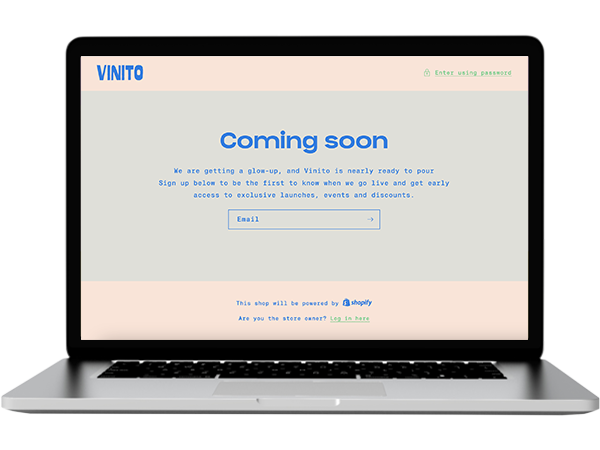 VINITO
Enter using password
Coming soon
We are getting a glow-up, and Vinito is nearly ready to pour
Sign up below to be the first to know when we go live and get early
access to exclusive launches, events and discounts.
Email
This shop will be powered by shopify
Are you the store owner? Log in here